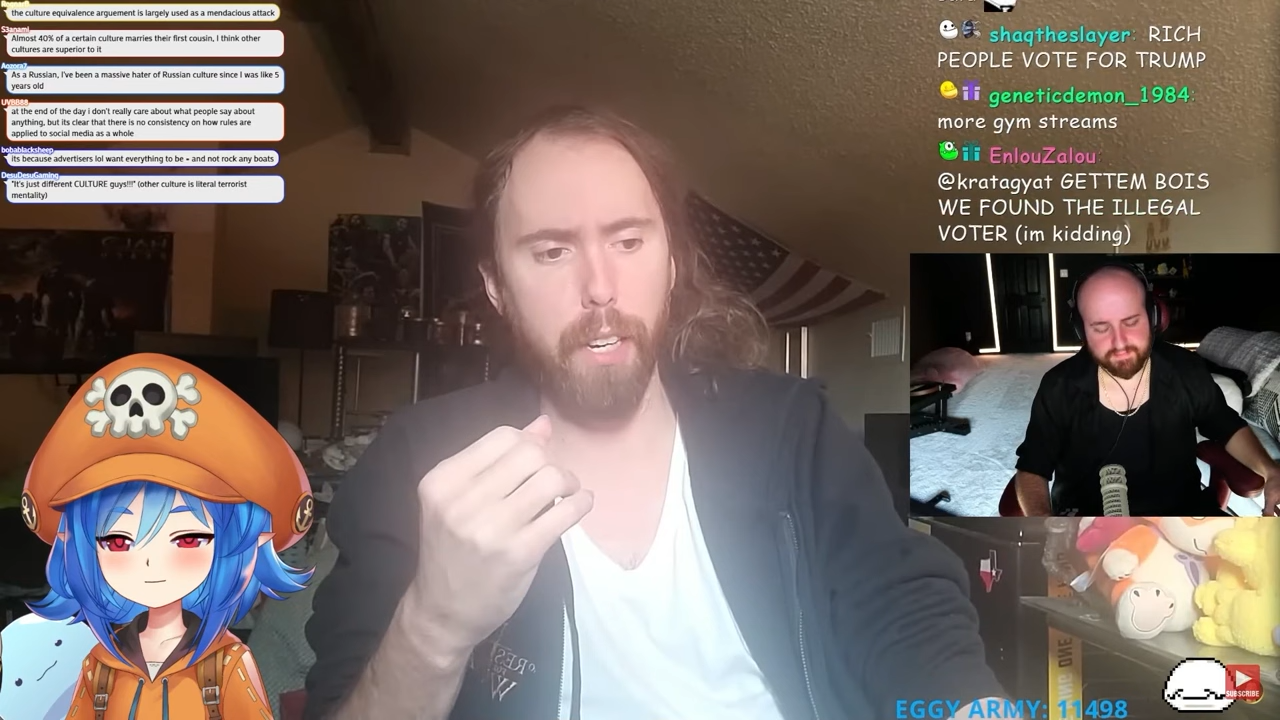 the culture equivalence arguement is largely used as a mendacious attack
S3anami
Almost 40% of a certain culture marries their first cousin, I think other
cultures are superior to it
Aozora7
As a Russian, I've been a massive hater of Russian culture since I was like 5
years old
UVBB88
at the end of the day i don't really care about what people say about
anything, but its clear that there is no consistency on how rules are
applied to social media as a whole
bobablacksheep
its because advertisers lol want everything to be + and not rock any boats
DesuDesuGaming
"It's just different CULTURE guys!!!" (other culture is literal terrorist
mentality)
shaqtheslayer: RICH
PEOPLE VOTE FOR TRUMP
geneticdemon_1984:
more gym streams
EnlouZalou
@kratagyat GETTEM BOIS
WE FOUND THE ILLEGAL
VOTER (im kidding)
EGGY ARMY: 11498
SUBSCRIBE